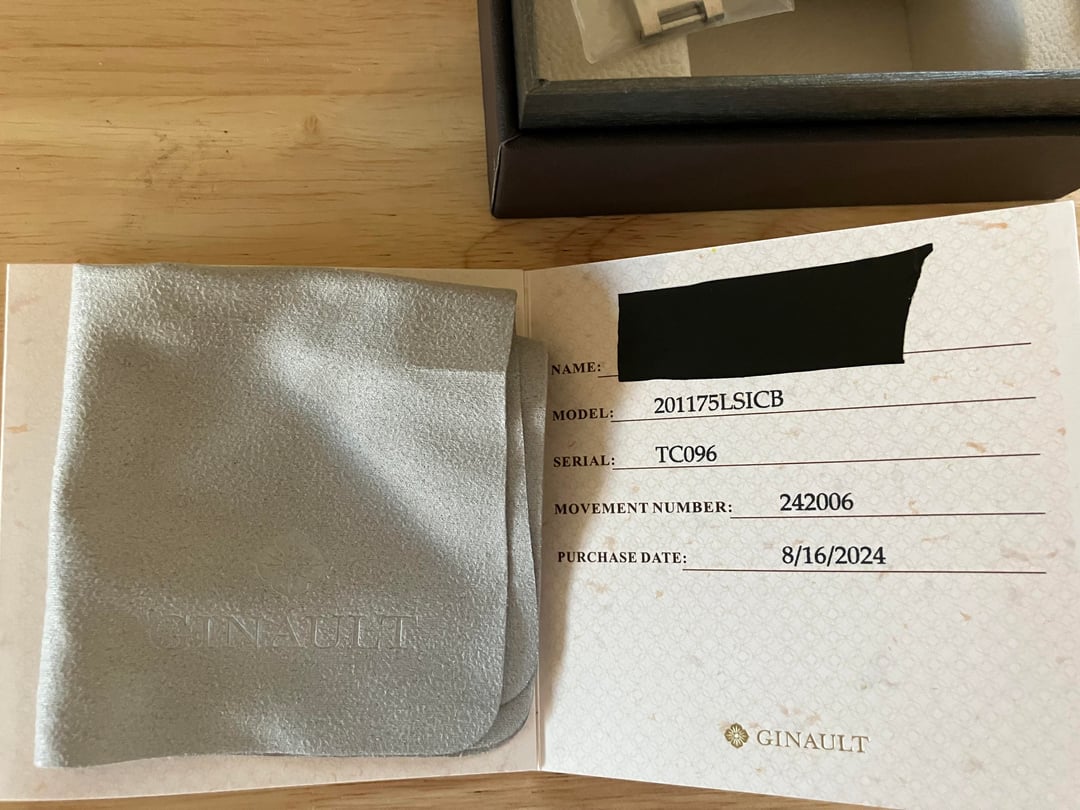 GINAULT
NAME:
MODEL: 201175LSICB
SERIAL: TC096
MOVEMENT NUMBER: 242006
PURCHASE DATE: 8/16/2024
GINAULT